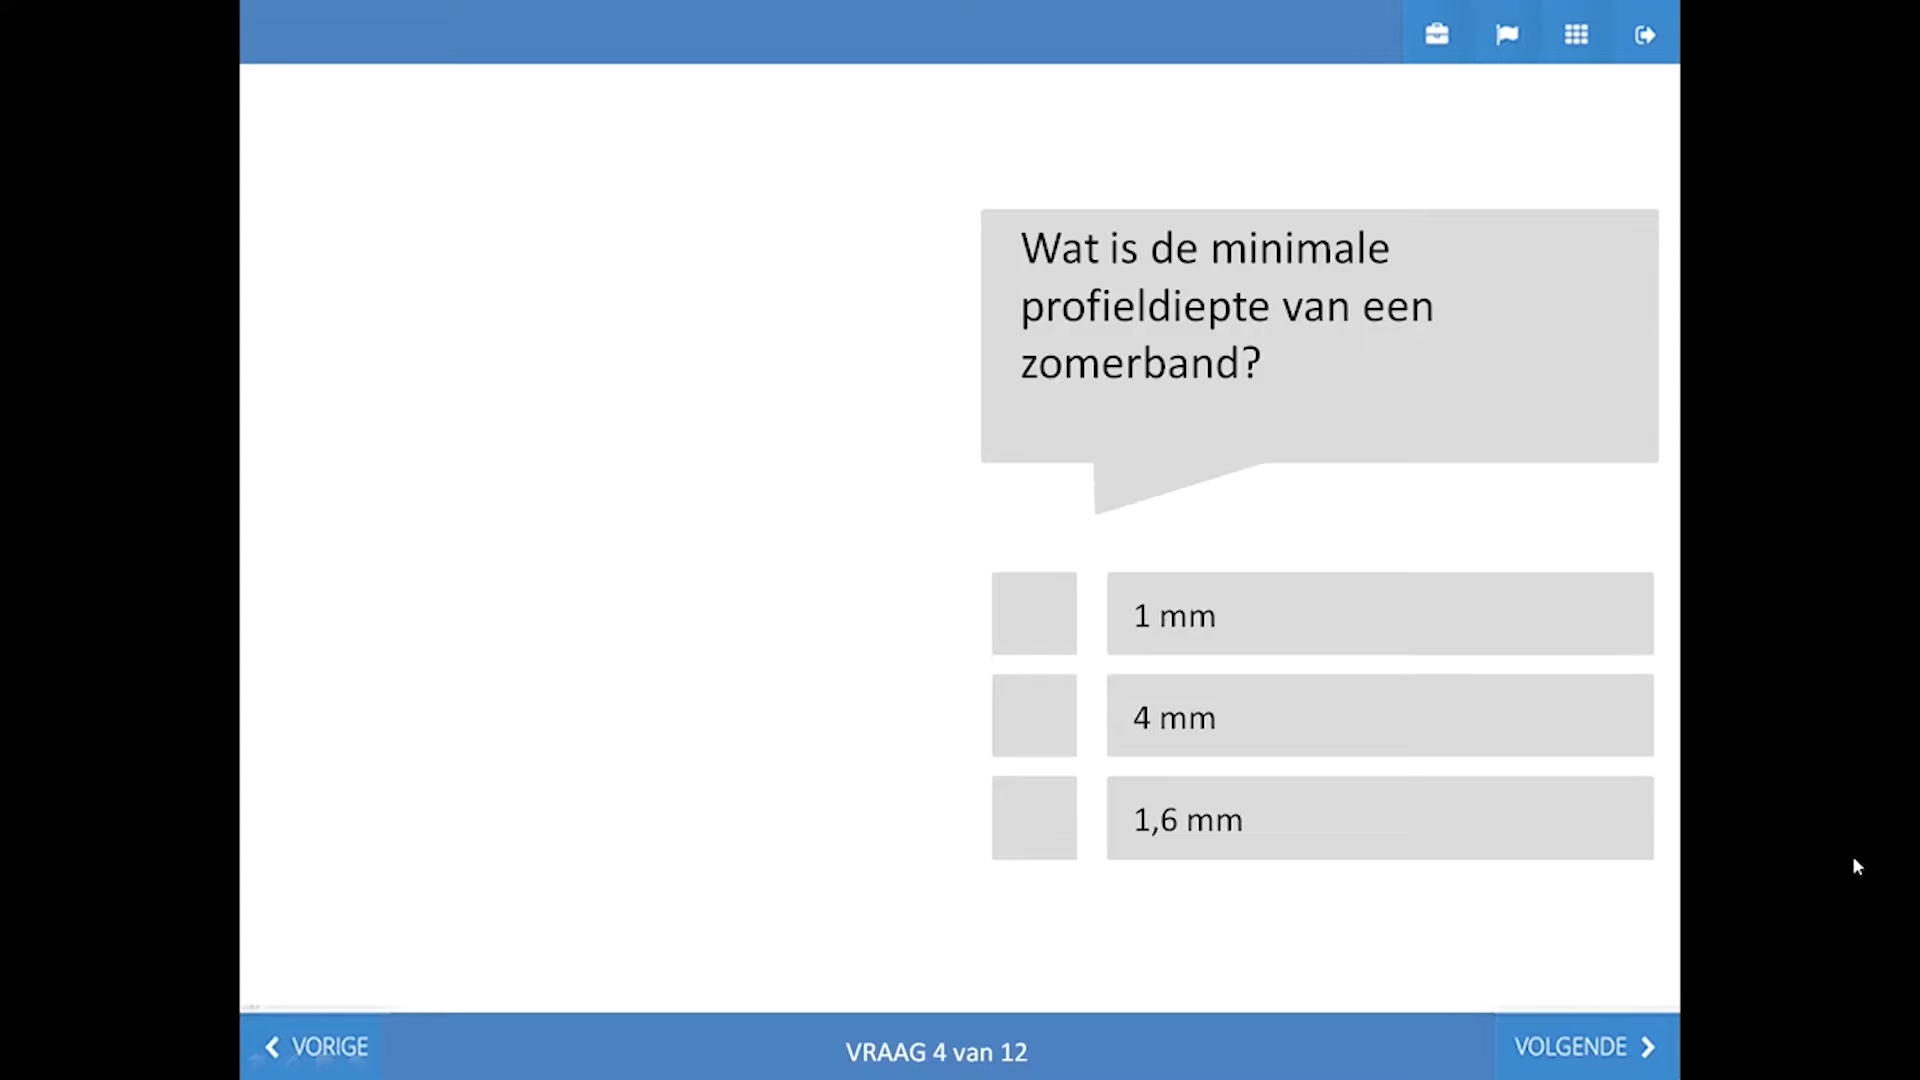 Wat is de minimale
profieldiepte van een
zomerband?
1 mm
4 mm
1,6 mm
VORIGE
VRAAG 4 van 12
VOLGENDE